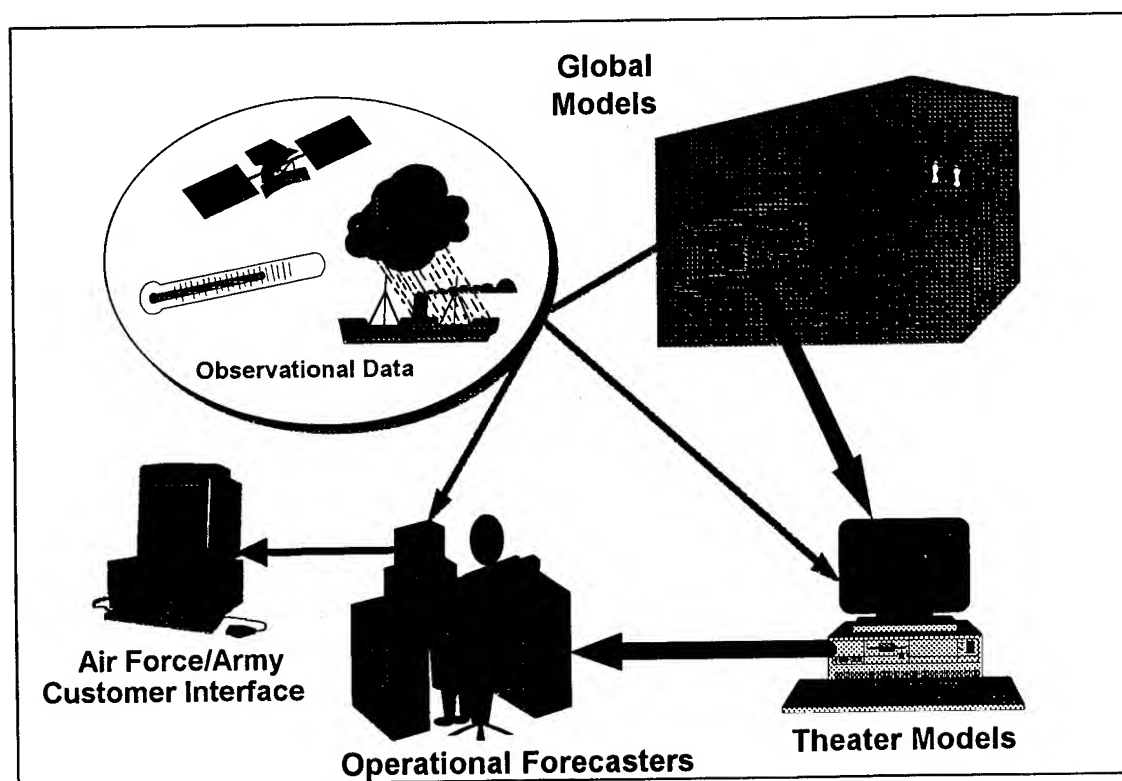 Global
Models
Observational Data
Air Force/Army
Customer Interface
Operational Forecasters
Theater Models